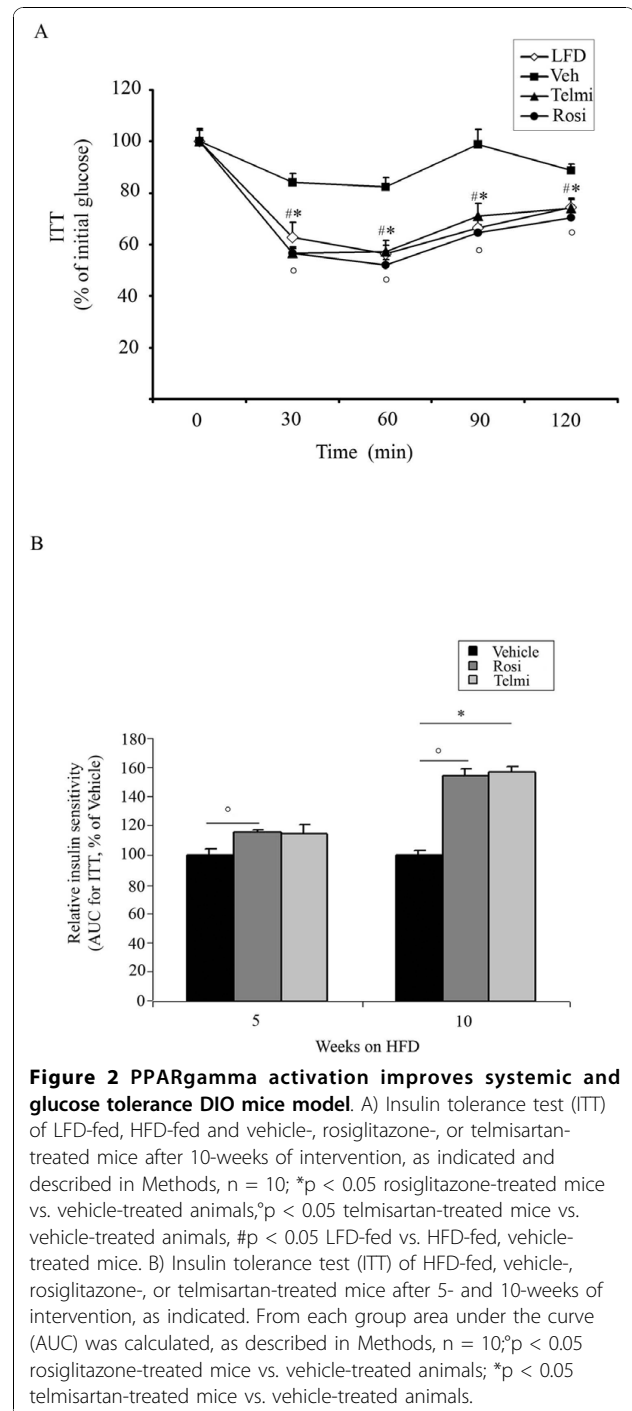 A
LFD
Veh
Telmi
Rosi
120
100
80
60
40
20
ITT
(% of initial glucose)
#*
#*
#*
#*
°
°
°
°
0 30 60 90 120
Time (min)
B
Vehicle
Rosi
Telmi
180
160
140
120
100
80
60
40
20
0
Relative insulin sensitivity
(AUC for ITT, % of Vehicle)
°
*
°
5 10
Weeks on HFD
Figure 2 PPARgamma activation improves systemic and
glucose tolerance DIO mice model. A) Insulin tolerance test (ITT)
of LFD-fed, HFD-fed and vehicle-, rosiglitazone-, or telmisartan-
treated mice after 10-weeks of intervention, as indicated and
described in Methods, n = 10; *p < 0.05 rosiglitazone-treated mice
vs. vehicle-treated animals,°p < 0.05 telmisartan-treated mice vs.
vehicle-treated animals, #p < 0.05 LFD-fed vs. HFD-fed, vehicle-
treated mice. B) Insulin tolerance test (ITT) of HFD-fed, vehicle-,
rosiglitazone-, or telmisartan-treated mice after 5- and 10-weeks of
intervention, as indicated. From each group area under the curve
(AUC) was calculated, as described in Methods, n = 10;°p < 0.05
rosiglitazone-treated mice vs. vehicle-treated animals; *p < 0.05
telmisartan-treated mice vs. vehicle-treated animals.